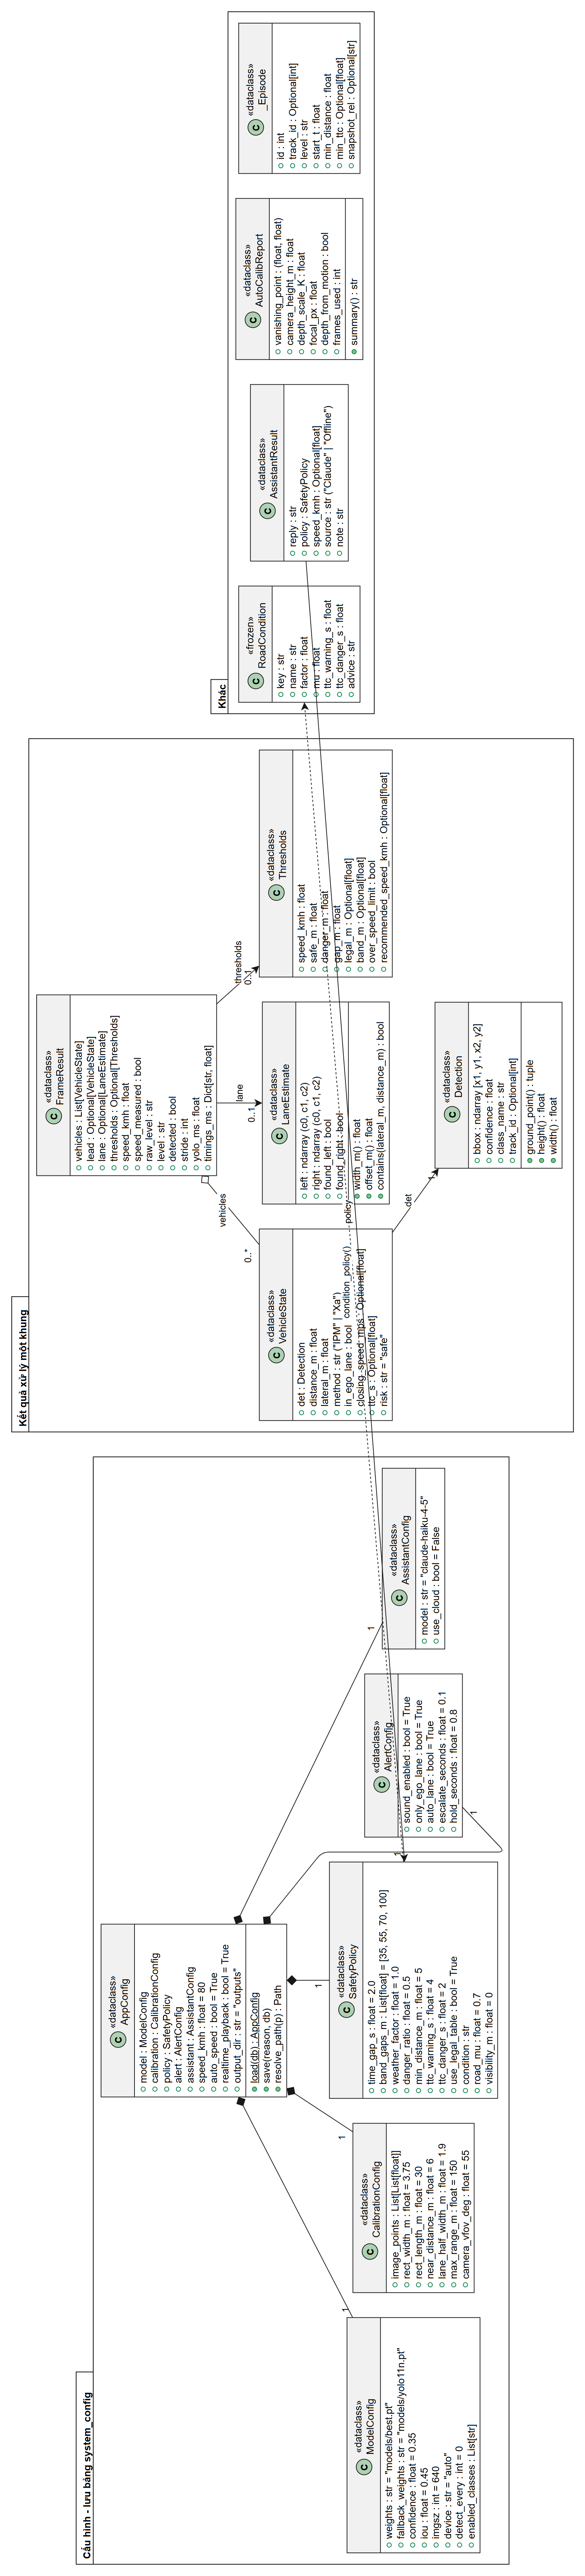 Cấu hình - lưu bảng system_config
«dataclass»
AppConfig
model : ModelConfig
calibration : CalibrationConfig
policy : SafetyPolicy
alert : AlertConfig
assistant : AssistantConfig
speed_kmh : float = 80
auto_speed : bool = True
realtime_playback : bool = True
output_dir : str = "outputs"
load(db) : AppConfig
save(reason, db)
resolve_path(p) : Path
«dataclass»
ModelConfig
weights : str = "models/best.pt"
fallback_weights : str = "models/yolo11n.pt"
confidence : float = 0.35
iou : float = 0.45
imgsz : int = 640
device : str = "auto"
detect_every : int = 0
enabled_classes : List[str]
«dataclass»
CalibrationConfig
image_points : List[List[float]]
rect_width_m : float = 3.75
rect_length_m : float = 30
near_distance_m : float = 6
lane_half_width_m : float = 1.9
max_range_m : float = 150
camera_vfov_deg : float = 55
«dataclass»
SafetyPolicy
time_gap_s : float = 2.0
band_gaps_m : List[float] = [35, 55, 70, 100]
weather_factor : float = 1.0
danger_ratio : float = 0.5
min_distance_m : float = 5
ttc_warning_s : float = 4
ttc_danger_s : float = 2
use_legal_table : bool = True
condition : str
road_mu : float = 0.7
visibility_m : float = 0
«dataclass»
AlertConfig
sound_enabled : bool = True
only_ego_lane : bool = True
auto_lane : bool = True
escalate_seconds : float = 0.1
hold_seconds : float = 0.8
«dataclass»
AssistantConfig
model : str = "claude-haiku-4-5"
use_cloud : bool = False
1
1
1
1
1
1
Kết quả xử lý một khung
«dataclass»
FrameResult
vehicles : List[VehicleState]
lead : Optional[VehicleState]
lane : Optional[LaneEstimate]
thresholds : Optional[Thresholds]
speed_kmh : float
speed_measured : bool
raw_level : str
level : str
detected : bool
stride : int
yolo_ms : float
timings_ms : Dict[str, float]
vehicles
0..*
lane
0..1
thresholds
0..1
«dataclass»
VehicleState
det : Detection
distance_m : float
lateral_m : float
method : str ("IPM" | "Xa")
in_ego_lane : bool
closing_speed_mps : Optional[float]
ttc_s : Optional[float]
risk : str = "safe"
condition_policy()
policy
det
1
«dataclass»
LaneEstimate
left : ndarray (c0, c1, c2)
right : ndarray (c0, c1, c2)
found_left : bool
found_right : bool
width_m() : float
offset_m() : float
contains(lateral_m, distance_m) : bool
«dataclass»
Thresholds
speed_kmh : float
safe_m : float
danger_m : float
gap_m : float
legal_m : Optional[float]
band_m : Optional[float]
over_speed_limit : bool
recommended_speed_kmh : Optional[float]
«dataclass»
Detection
bbox : ndarray [x1, y1, x2, y2]
confidence : float
class_name : str
track_id : Optional[int]
ground_point() : tuple
height() : float
width() : float
Khác
«frozen»
RoadCondition
key : str
name : str
factor : float
mu : float
ttc_warning_s : float
ttc_danger_s : float
advice : str
«dataclass»
AssistantResult
reply : str
policy : SafetyPolicy
speed_kmh : Optional[float]
source : str ("Claude" | "Offline")
note : str
«dataclass»
AutoCalibReport
vanishing_point : (float, float)
camera_height_m : float
depth_scale_K : float
focal_px : float
depth_from_motion : bool
frames_used : int
summary() : str
«dataclass»
_Episode
id : int
track_id : Optional[int]
level : str
start_t : float
min_distance : float
min_ttc : Optional[float]
snapshot_rel : Optional[str]